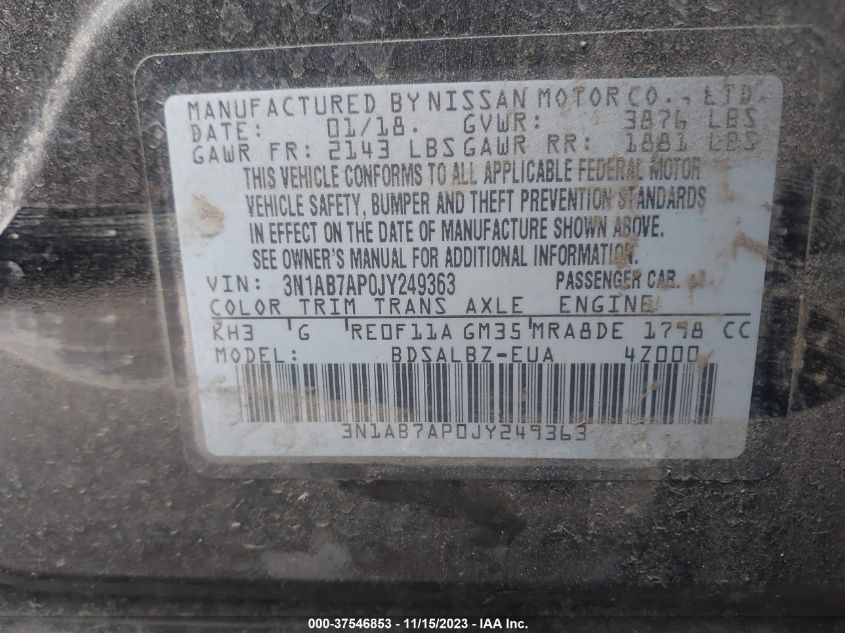 MANUFACTURED BY NISSAN MOTOR CO., LTD.
DATE: 01/18. GVWR: 3876 LBS
GAWR FR: 2143 LBS GAWR RR: 1881 LBS
THIS VEHICLE CONFORMS TO ALL APPLICABLE FEDERAL MOTOR
VEHICLE SAFETY, BUMPER AND THEFT PREVENTION STANDARDS
IN EFFECT ON THE DATE OF MANUFACTURE SHOWN ABOVE.
SEE OWNER'S MANUAL FOR ADDITIONAL INFORMATION.
VIN: 3N1AB7AP0JY249363 PASSENGER CAR.
COLOR TRIM TRANS AXLE ENGINE
KH3 'G 'RE0F11A GM35'MRA8DE 1798 CC
MODEL: BDSALBZ-EUA 4Z000
3N1AB7AP0JY249363
000-37546853 - 11/15/2023 - IAA Inc.